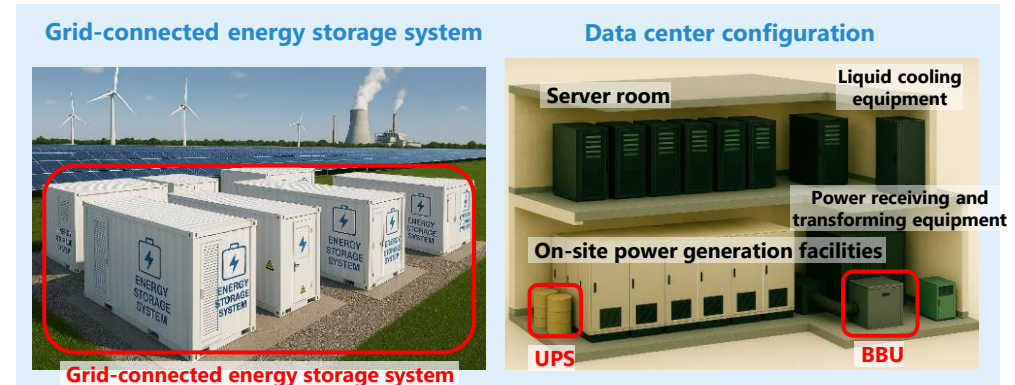 Grid-connected energy storage system
Data center configuration
ENERGY
STORAGE
SYSTEM
ENERGY
STORAGE
SYSTEM
ENERGY
STORAGE
SYSTEM
ENERGY
STORAGE
SYSTEM
Grid-connected energy storage system
Server room
Liquid cooling
equipment
Power receiving and
transforming equipment
On-site power generation facilities
UPS
BBU